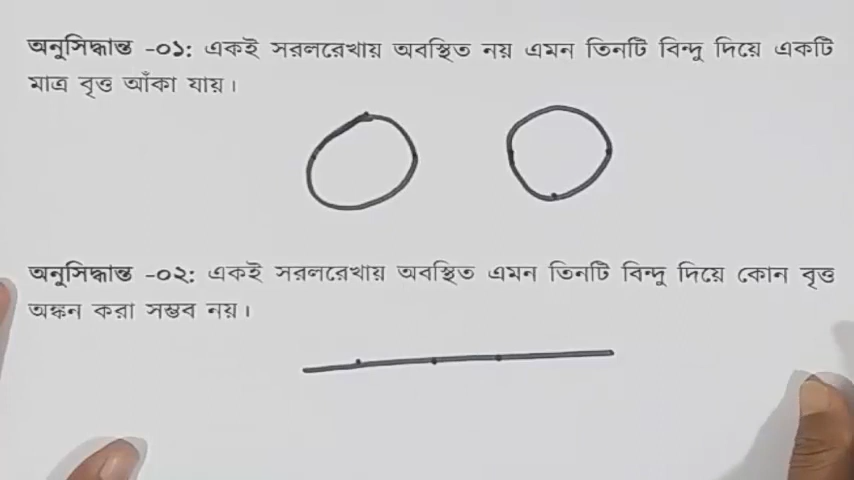 অনুসিদ্ধান্ত -০১: একই সরলরেখায় অবস্থিত নয় এমন তিনটি বিন্দু দিয়ে একটি
মাত্র বৃত্ত আঁকা যায়।
অনুসিদ্ধান্ত -০২: একই সরলরেখায় অবস্থিত এমন তিনটি বিন্দু দিয়ে কোন বৃত্ত
অঙ্কন করা সম্ভব নয়।